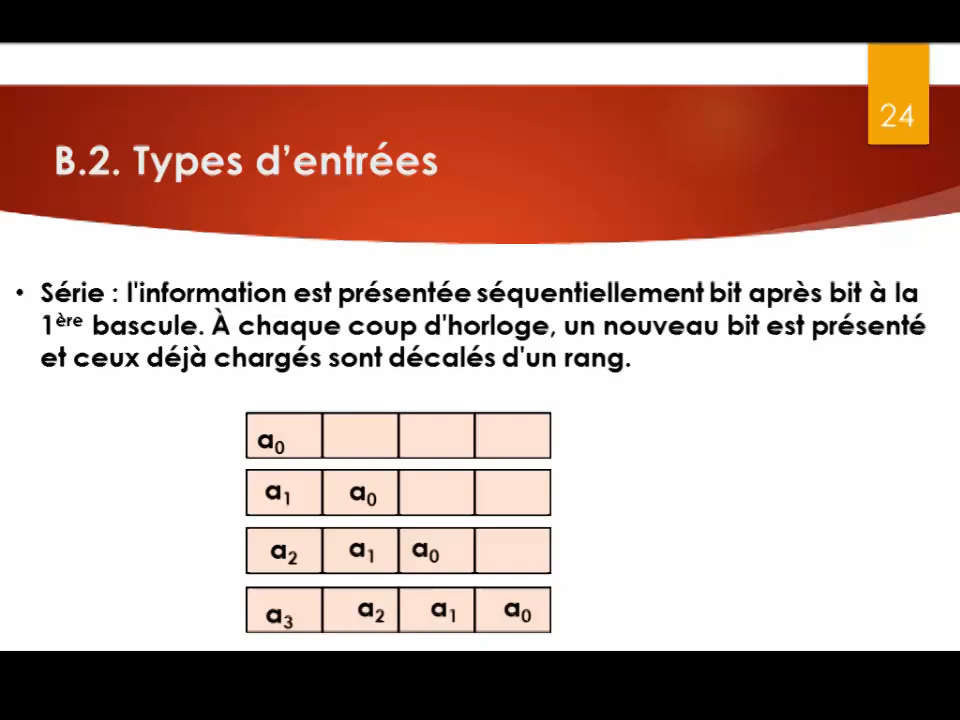 24
B.2. Types d’entrées
• Série : l'information est présentée séquentiellement bit après bit à la
1ère bascule. À chaque coup d'horloge, un nouveau bit est présenté
et ceux déjà chargés sont décalés d'un rang.
a0
a1 a0
a2 a1 a0
a3 a2 a1 a0